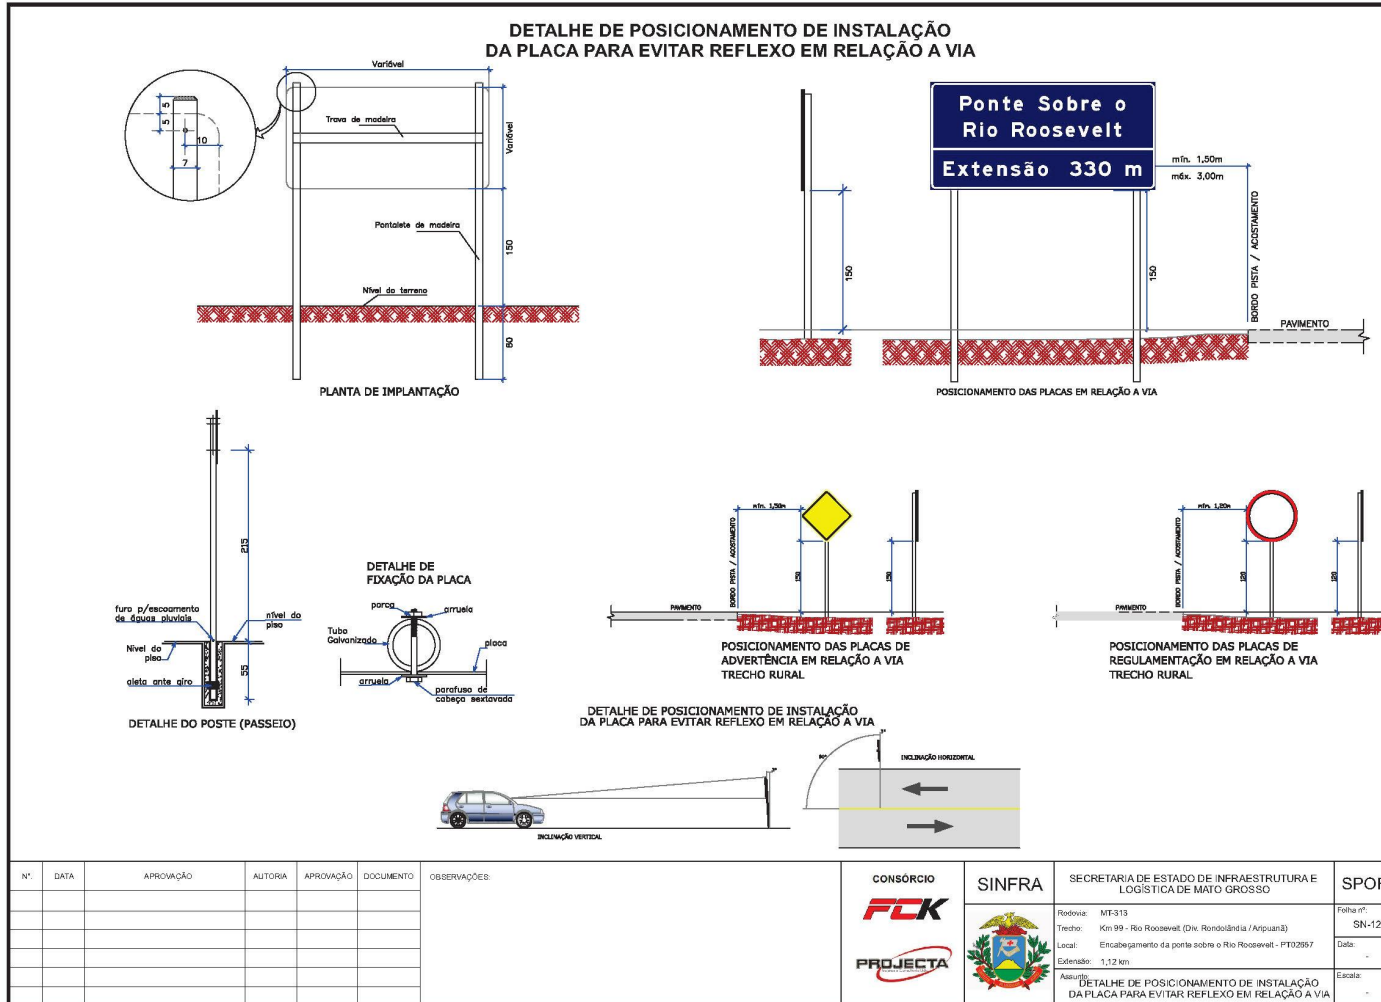 DETALHE DE POSICIONAMENTO DE INSTALAÇÃO
DA PLACA PARA EVITAR REFLEXO EM RELAÇÃO A VIA
Variável
Trava de madeira
Variável
5
5
10
7
Pontalete de madeira
150
Nível do terreno
60
PLANTA DE IMPLANTAÇÃO
Ponte Sobre o
Rio Roosevelt
Extensão 330 m
mín. 1,50m
máx. 3,00m
150
150
BORDO PISTA / ACOSTAMENTO
PAVIMENTO
POSICIONAMENTO DAS PLACAS EM RELAÇÃO A VIA
215
furo p/escoamento
de águas pluviais
nível do
piso
Nível do
piso
aleta ante giro
55
DETALHE DO POSTE (PASSEIO)
DETALHE DE
FIXAÇÃO DA PLACA
porca
arruela
Tubo
Galvanizado
placa
arruela
parafuso de
cabeça sextavada
mín. 1,50m
BORDO PISTA / ACOSTAMENTO
150
150
PAVIMENTO
POSICIONAMENTO DAS PLACAS DE
ADVERTÊNCIA EM RELAÇÃO A VIA
TRECHO RURAL
mín. 1,20m
BORDO PISTA / ACOSTAMENTO
120
120
PAVIMENTO
POSICIONAMENTO DAS PLACAS DE
REGULAMENTAÇÃO EM RELAÇÃO A VIA
TRECHO RURAL
DETALHE DE POSICIONAMENTO DE INSTALAÇÃO
DA PLACA PARA EVITAR REFLEXO EM RELAÇÃO A VIA
INCLINAÇÃO VERTICAL
INCLINAÇÃO HORIZONTAL
N°. DATA APROVAÇÃO AUTORIA APROVAÇÃO DOCUMENTO OBSERVAÇÕES:
CONSÓRCIO
FCK
PROJECTA
SINFRA
SECRETARIA DE ESTADO DE INFRAESTRUTURA E
LOGÍSTICA DE MATO GROSSO
Rodovia: MT-313
Trecho: Km 99 - Rio Roosevelt (Div. Rondolândia / Aripuanã)
Local: Encabeçamento da ponte sobre o Rio Roosevelt - PT02657
Extensão: 1,12 km
Assunto: DETALHE DE POSICIONAMENTO DE INSTALAÇÃO
DA PLACA PARA EVITAR REFLEXO EM RELAÇÃO A VIA
Folha nº:
SN-12
Data:
-
Escala:
-